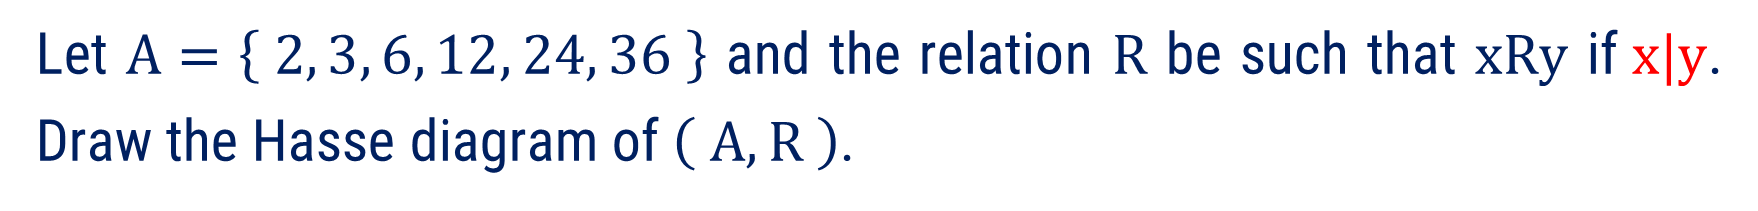 Let A = { 2, 3, 6, 12, 24, 36 } and the relation R be such that xRy if x|y.
Draw the Hasse diagram of ( A, R ).